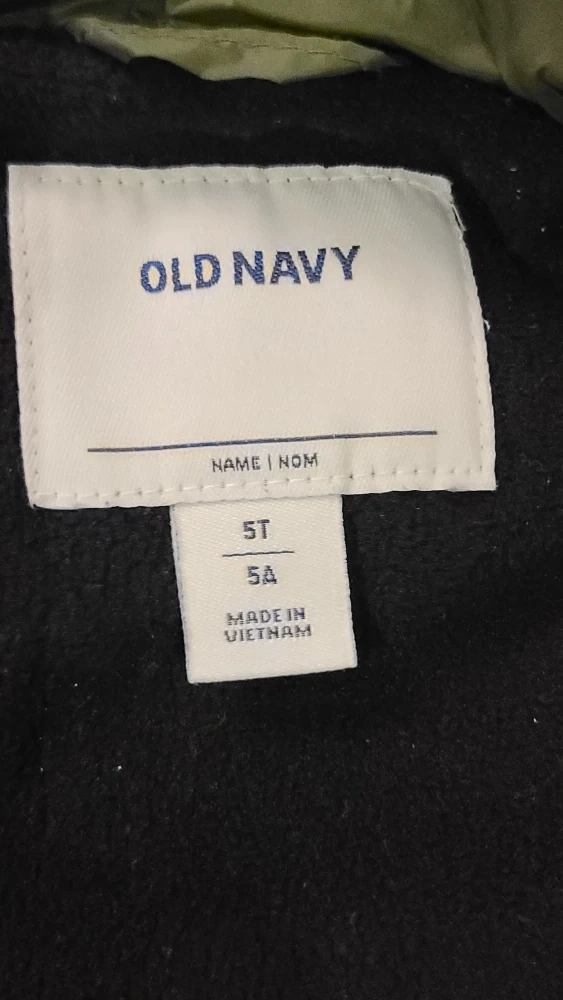 OLD NAVY
NAME | NOM
5T
5A
MADE IN
VIETNAM